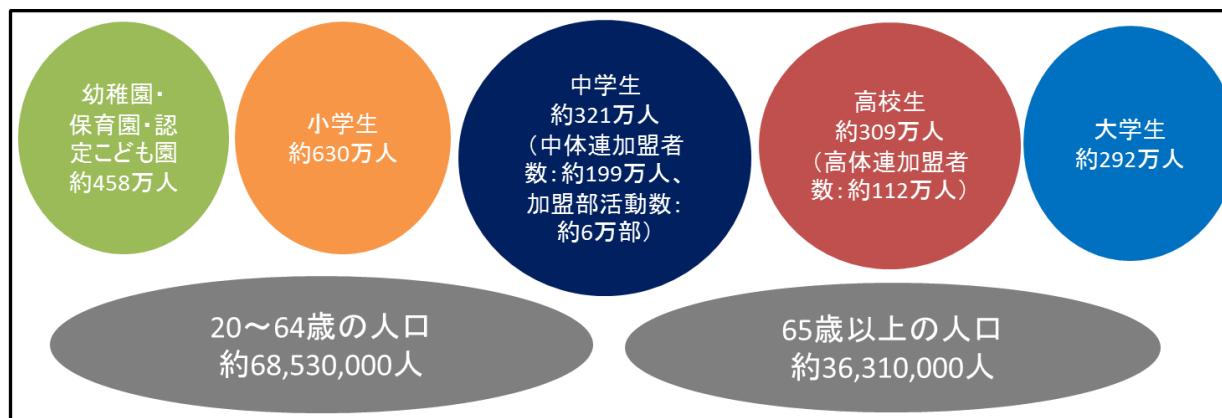 幼稚園・
保育園・認
定こども園
約458万人
小学生
約630万人
中学生
約321万人
（中体連加盟者
数：約199万人、
加盟部活動数：
約6万部）
高校生
約309万人
（高体連加盟者
数：約112万人）
大学生
約292万人
20～64歳の人口
約68,530,000人
65歳以上の人口
約36,310,000人